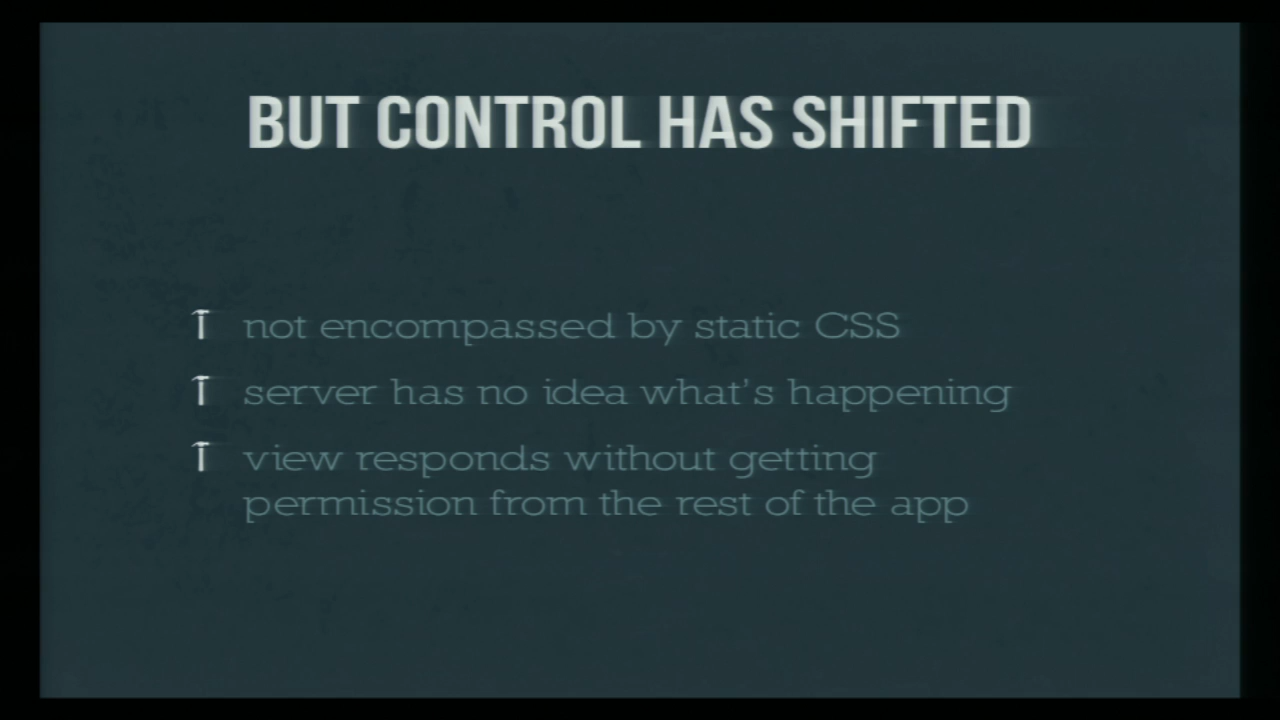 BUT CONTROL HAS SHIFTED
not encompassed by static CSS
server has no idea what's happening
view responds without getting
permission from the rest of the app